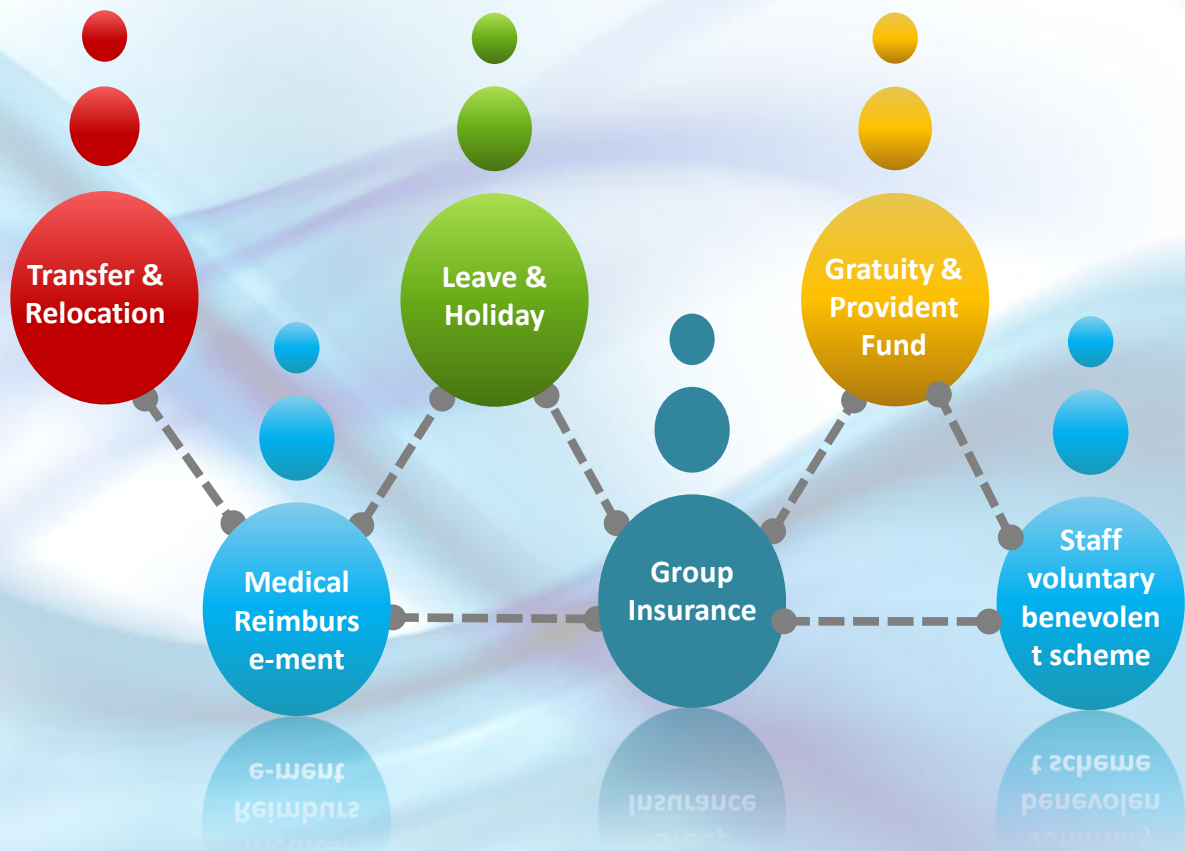 Transfer &
Relocation
Leave &
Holiday
Gratuity &
Provident
Fund
Medical
Reimburs
e-ment
Group
Insurance
Staff
voluntary
benevolen
t scheme